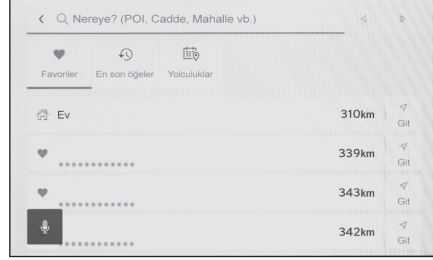 Nereye? (POI, Cadde, Mahalle vb.)
Favoriler En son öğeler Yolculuklar
Ev 310km Git
************ 339km Git
************ 343km Git
************ 342km Git